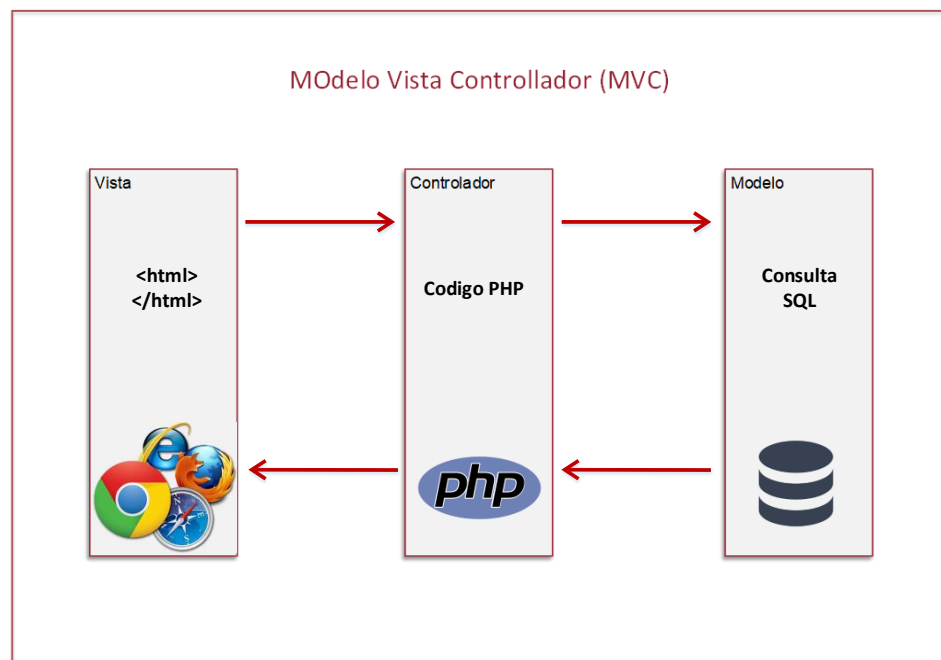 MOdelo Vista Controllador (MVC)
Vista
<html>
</html>
Controlador
Codigo PHP
php
Modelo
Consulta
SQL